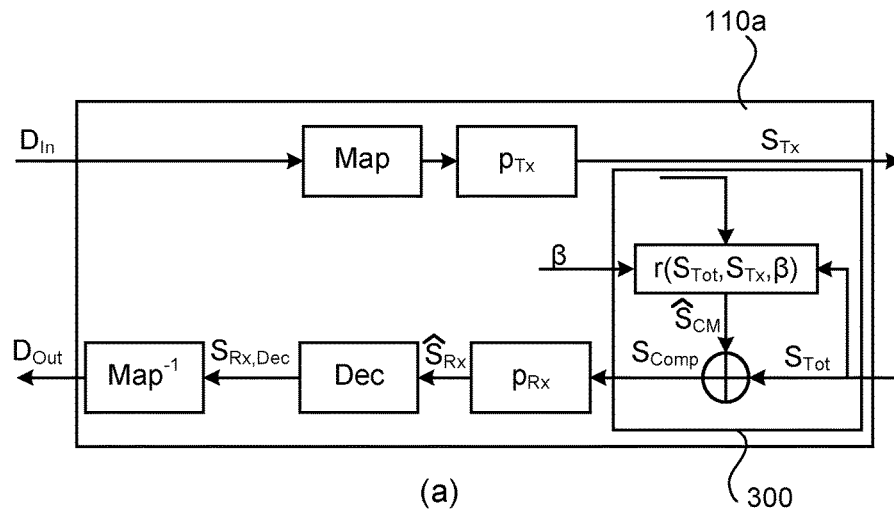 110a
D_In
Map
p_Tx
S_Tx
β
r(S_Tot,S_Tx,β)
Ŝ_CM
D_Out
Map⁻¹
S_Rx,Dec
Dec
Ŝ_Rx
p_Rx
S_Comp
S_Tot
(a)
300